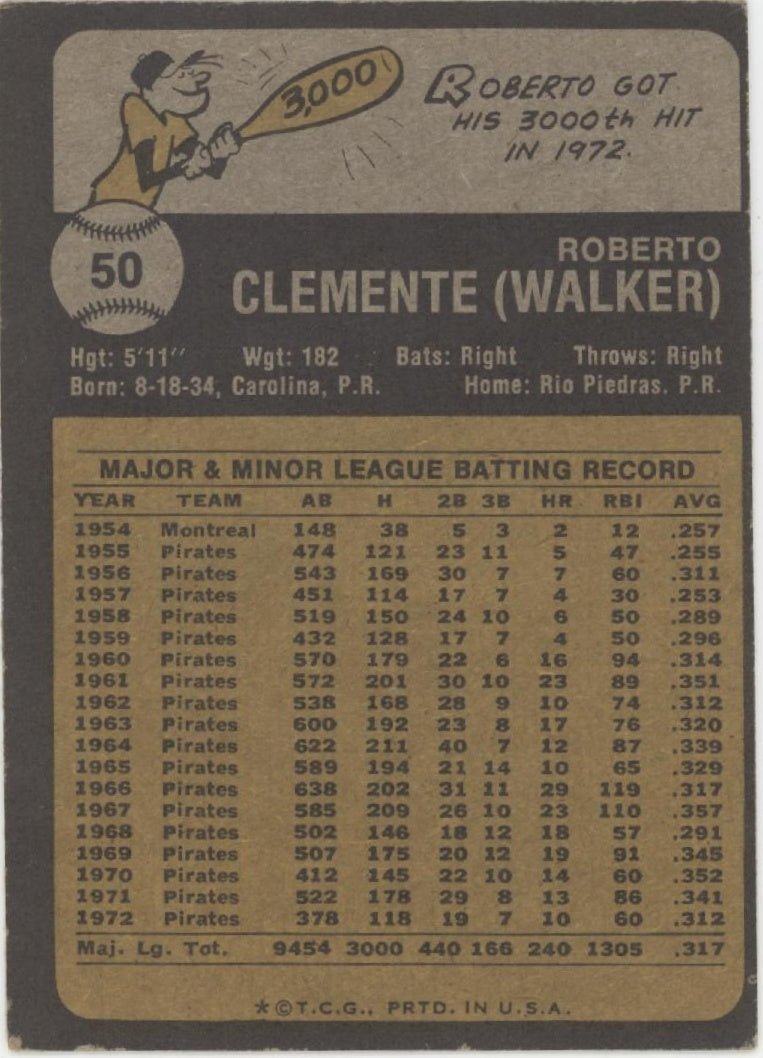 3,000
ROBERTO GOT
HIS 3000th HIT
IN 1972.
50
ROBERTO
CLEMENTE (WALKER)
Hgt: 5'11" Wgt: 182 Bats: Right Throws: Right
Born: 8-18-34, Carolina, P.R. Home: Rio Piedras, P.R.
MAJOR & MINOR LEAGUE BATTING RECORD
YEAR TEAM AB H 2B 3B HR RBI AVG
1954 Montreal 148 38 5 3 2 12 .257
1955 Pirates 474 121 23 11 5 47 .255
1956 Pirates 543 169 30 7 7 60 .311
1957 Pirates 451 114 17 7 4 30 .253
1958 Pirates 519 150 24 10 6 50 .289
1959 Pirates 432 128 17 7 4 50 .296
1960 Pirates 570 179 22 6 16 94 .314
1961 Pirates 572 201 30 10 23 89 .351
1962 Pirates 538 168 28 9 10 74 .312
1963 Pirates 600 192 23 8 17 76 .320
1964 Pirates 622 211 40 7 12 87 .339
1965 Pirates 589 194 21 14 10 65 .329
1966 Pirates 638 202 31 11 29 119 .317
1967 Pirates 585 209 26 10 23 110 .357
1968 Pirates 502 146 18 12 18 57 .291
1969 Pirates 507 175 20 12 19 91 .345
1970 Pirates 412 145 22 10 14 60 .352
1971 Pirates 522 178 29 8 13 86 .341
1972 Pirates 378 118 19 7 10 60 .312
Maj. Lg. Tot. 9454 3000 440 166 240 1305 .317
*©T.C.G., PRTD. IN U.S.A.